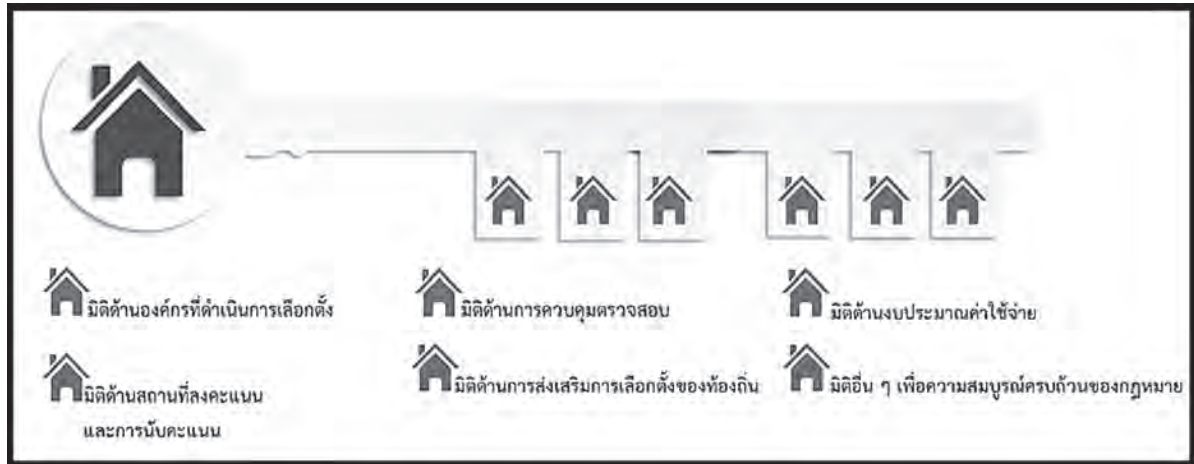 มิติด้านองค์กรที่ดำเนินการเลือกตั้ง
มิติด้านการควบคุมตรวจสอบ
มิติด้านงบประมาณค่าใช้จ่าย
มิติด้านสถานที่ลงคะแนน
และการนับคะแนน
มิติด้านการส่งเสริมการเลือกตั้งของท้องถิ่น
มิติอื่น ๆ เพื่อความสมบูรณ์ครบถ้วนของกฎหมาย